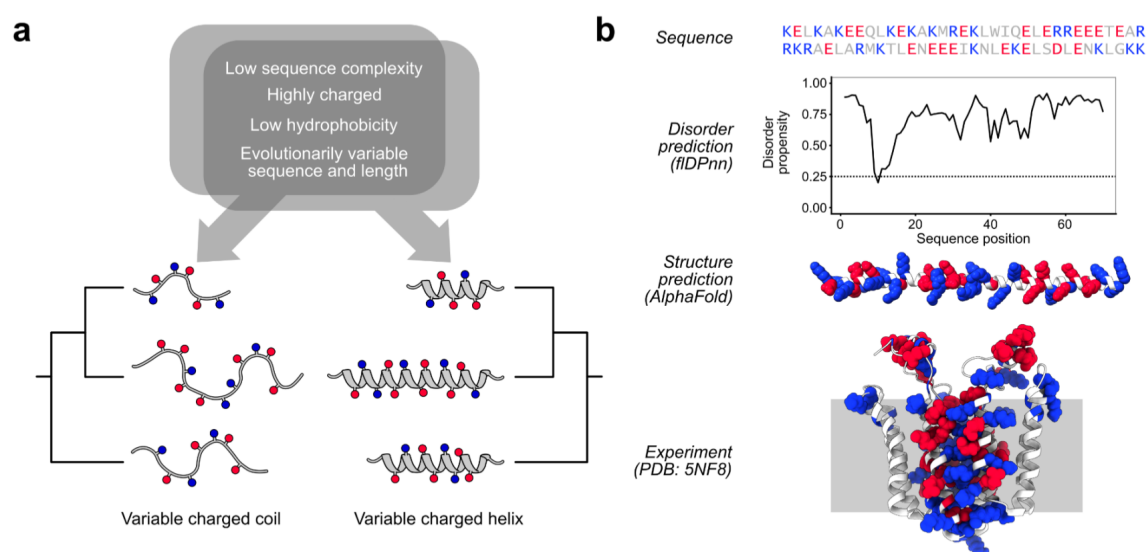 a
Low sequence complexity
Highly charged
Low hydrophobicity
Evolutionarily variable
sequence and length
Variable charged coil
Variable charged helix
b
Sequence
KELKAKEEQLKEKAKMREKLWIQELERREEETEAR
RKRAELARMKTLENEEEIKNLEKELSDLENKLGKK
Disorder
prediction
(flDPnn)
Disorder
propensity
1.00
0.75
0.50
0.25
0.00
0
20
40
60
Sequence position
Structure
prediction
(AlphaFold)
Experiment
(PDB: 5NF8)